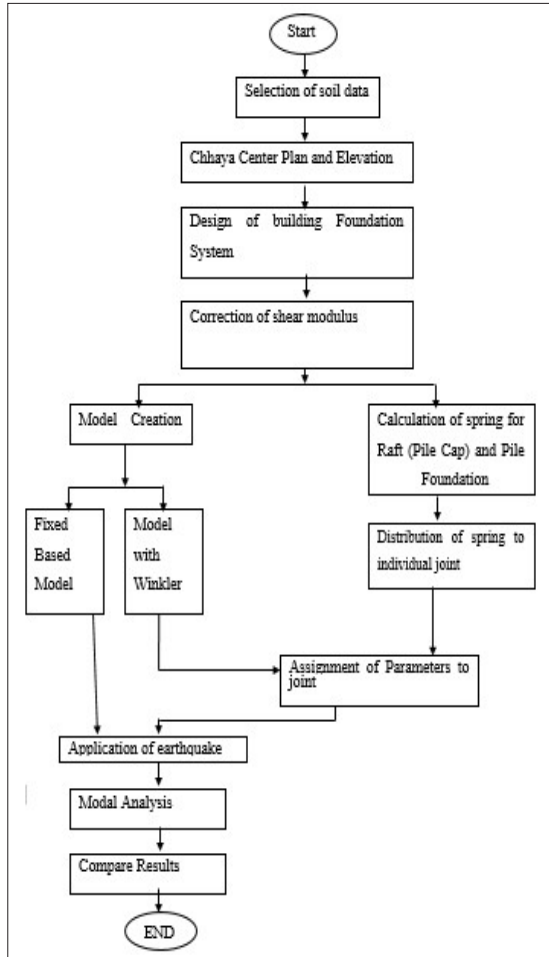 Start
Selection of soil data
Chhaya Center Plan and Elevation
Design of building Foundation
System
Correction of shear modulus
Model Creation
Calculation of spring for
Raft (Pile Cap) and Pile
Foundation
Fixed
Based
Model
Model
with
Winkler
Distribution of spring to
individual joint
Assignment of Parameters to
joint
Application of earthquake
Modal Analysis
Compare Results
END